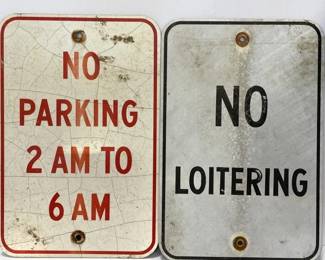 NO
PARKING
2 AM TO
6 AM
NO
LOITERING